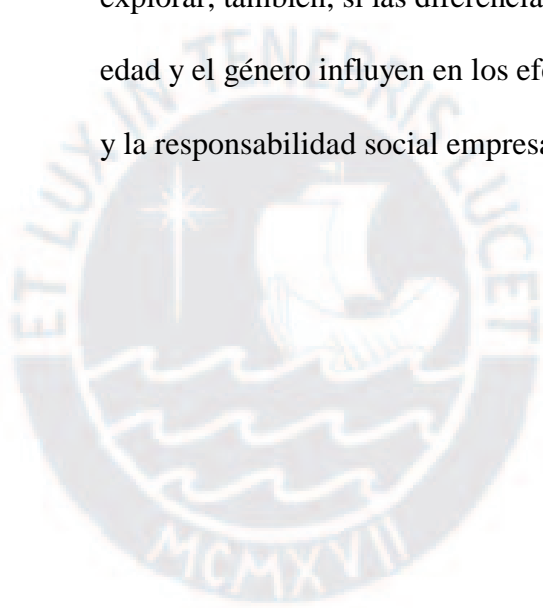 explorar, también, si las diferencia
edad y el género influyen en los efe
y la responsabilidad social empresa
ET LUX IN TENEBRIS LUCET
MCMXVII